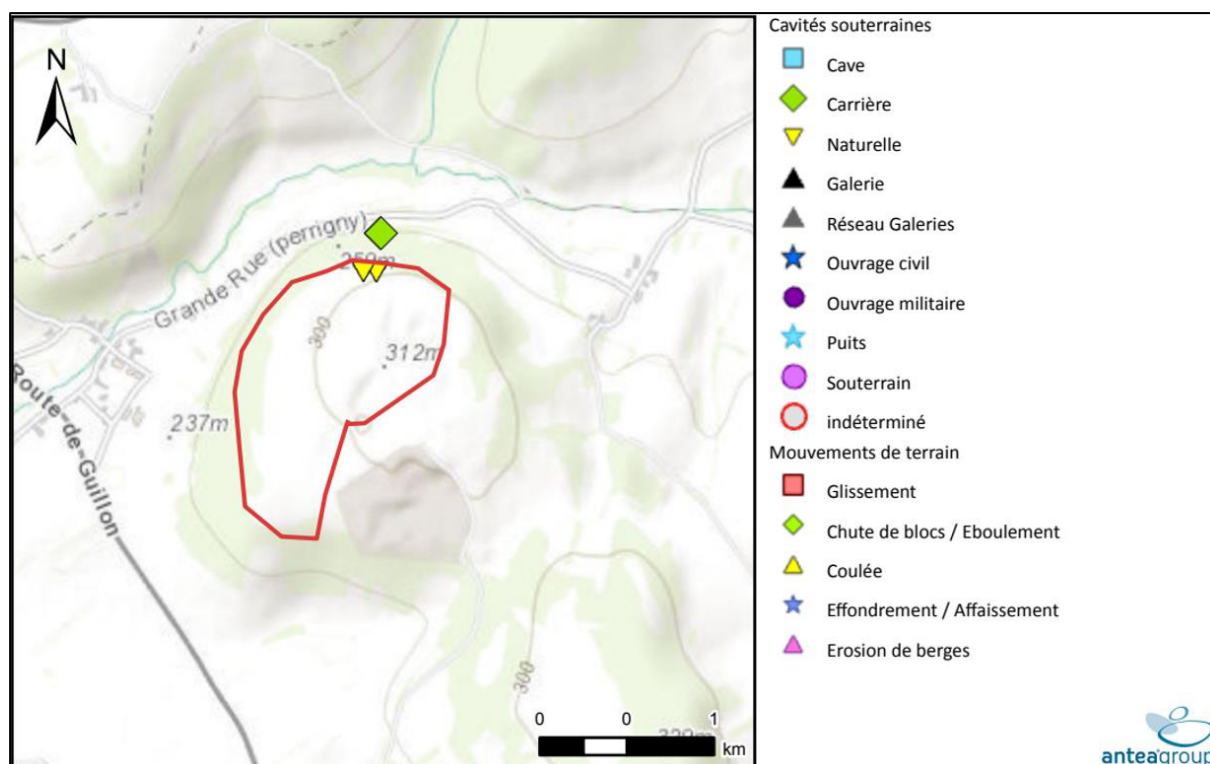 N
Grande Rue (perrigny)
259m
300
312m
237m
Route-de-Guillon
300
329m
0 0 1
km
Cavités souterraines
Cave
Carrière
Naturelle
Galerie
Réseau Galeries
Ouvrage civil
Ouvrage militaire
Puits
Souterrain
indéterminé
Mouvements de terrain
Glissement
Chute de blocs / Eboulement
Coulée
Effondrement / Affaissement
Erosion de berges
anteagroup